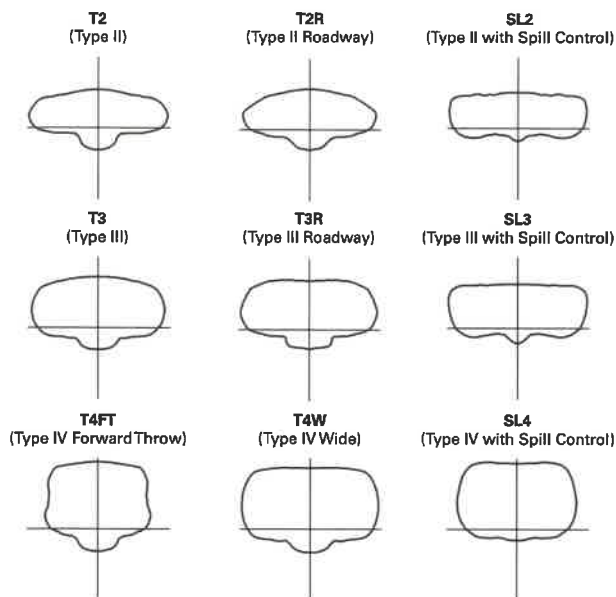 T2
(Type II)
T2R
(Type II Roadway)
SL2
(Type II with Spill Control)
T3
(Type III)
T3R
(Type III Roadway)
SL3
(Type III with Spill Control)
T4FT
(Type IV Forward Throw)
T4W
(Type IV Wide)
SL4
(Type IV with Spill Control)